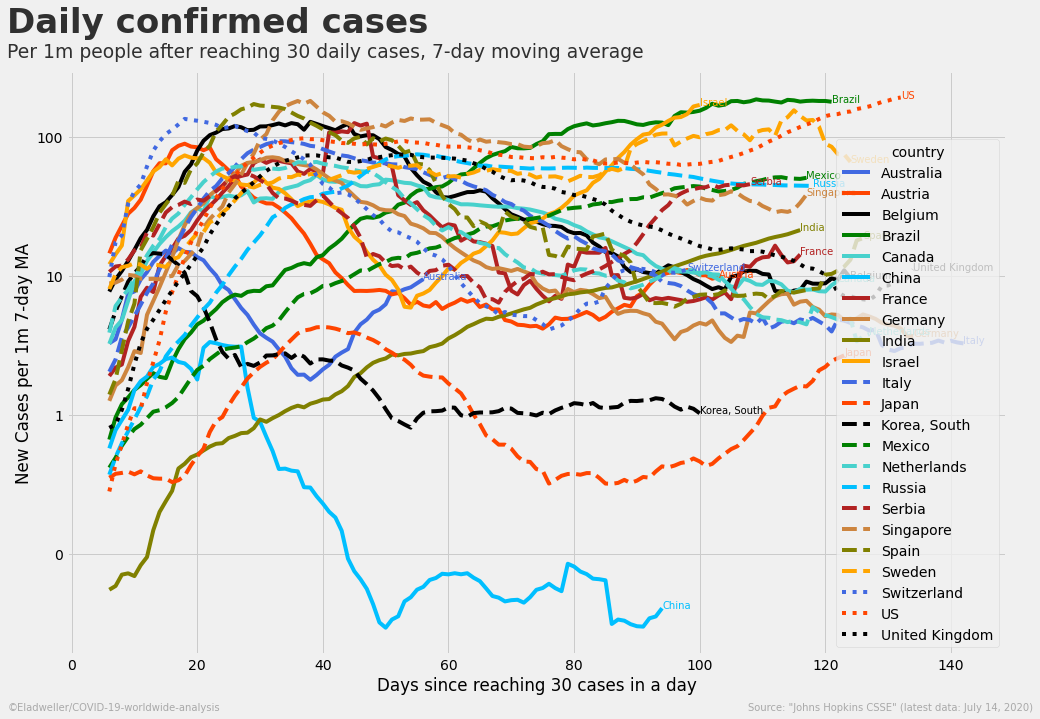 Daily confirmed cases
Per 1m people after reaching 30 daily cases, 7-day moving average
New Cases per 1m 7-day MA
100
10
1
0
0
20
40
60
80
100
120
140
Days since reaching 30 cases in a day
Israel
Brazil
US
Sweden
Mexico
Serbia
Russia
India
France
Switzerland
Austria
Australia
United Kingdom
Belgium
Germany
Italy
Japan
Korea, South
China
country
Australia
Austria
Belgium
Brazil
Canada
China
France
Germany
India
Israel
Italy
Japan
Korea, South
Mexico
Netherlands
Russia
Serbia
Singapore
Spain
Sweden
Switzerland
US
United Kingdom
©Eladweller/COVID-19-worldwide-analysis
Source: "Johns Hopkins CSSE" (latest data: July 14, 2020)